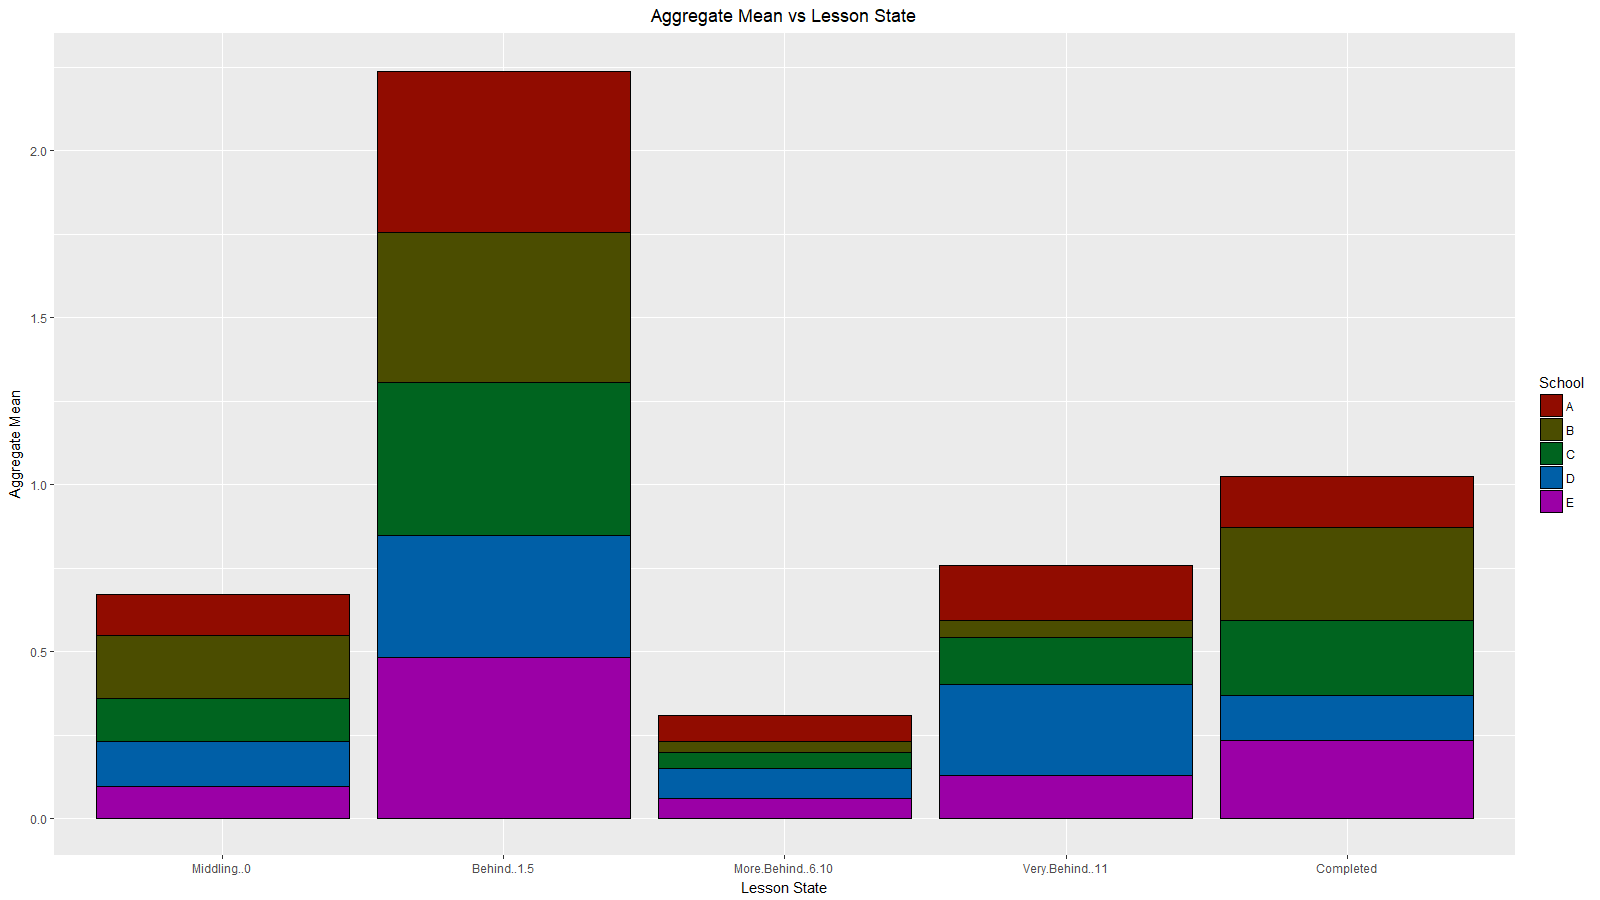 Aggregate Mean vs Lesson State
Aggregate Mean
2.0
1.5
1.0
0.5
0.0
Middling..0
Behind..1.5
More.Behind..6.10
Very.Behind..11
Completed
Lesson State
School
A
B
C
D
E